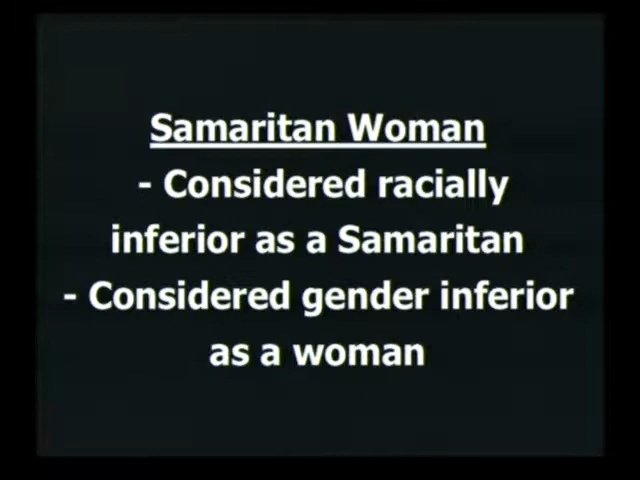 Samaritan Woman
- Considered racially
inferior as a Samaritan
- Considered gender inferior
as a woman